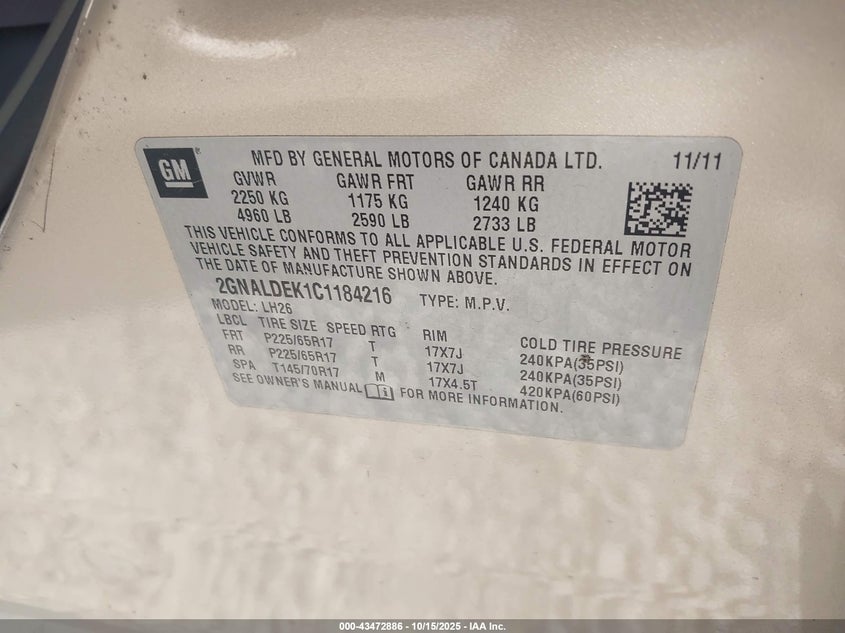 GM
MFD BY GENERAL MOTORS OF CANADA LTD. 11/11
GVWR GAWR FRT GAWR RR
2250 KG 1175 KG 1240 KG
4960 LB 2590 LB 2733 LB
THIS VEHICLE CONFORMS TO ALL APPLICABLE U.S. FEDERAL MOTOR
VEHICLE SAFETY AND THEFT PREVENTION STANDARDS IN EFFECT ON
THE DATE OF MANUFACTURE SHOWN ABOVE.
2GNALDEK1C1184216 TYPE: M.P.V.
MODEL: LH26
LBCL TIRE SIZE SPEED RTG RIM COLD TIRE PRESSURE
FRT P225/65R17 T 17X7J 240KPA(35PSI)
RR P225/65R17 T 17X7J 240KPA(35PSI)
SPA T145/70R17 M 17X4.5T 420KPA(60PSI)
SEE OWNER'S MANUAL FOR MORE INFORMATION.
000-43472886 - 10/15/2025 - IAA Inc.